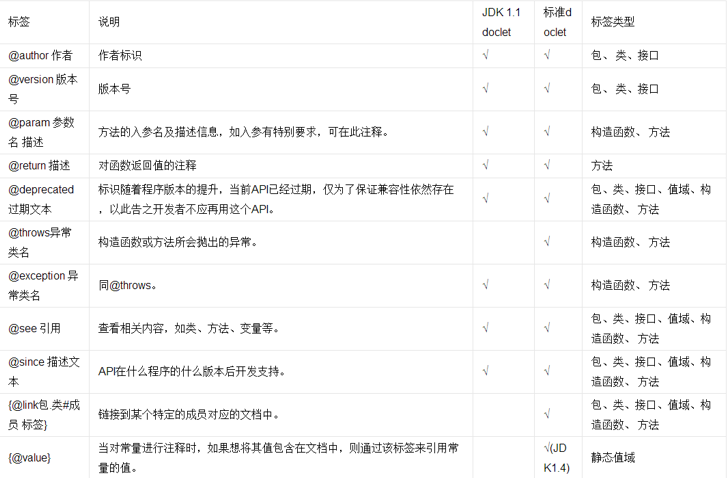 标签 说明 JDK 1.1 doclet 标准doclet 标签类型
@author 作者 作者标识 √ √ 包、类、接口
@version 版本号 版本号 √ √ 包、类、接口
@param 参数名 描述 方法的入参名及描述信息，如入参有特别要求，可在此注释。 √ √ 构造函数、方法
@return 描述 对函数返回值的注释 √ √ 方法
@deprecated 过期文本 标识随着程序版本的提升，当前API已经过期，仅为了保证兼容性依然存在，以此告之开发者不应再用这个API。 √ √ 包、类、接口、值域、构造函数、方法
@throws异常类名 构造函数或方法所会抛出的异常。 √ 构造函数、方法
@exception 异常类名 同@throws。 √ √ 构造函数、方法
@see 引用 查看相关内容，如类、方法、变量等。 √ √ 包、类、接口、值域、构造函数、方法
@since 描述文本 API在什么程序的什么版本后开发支持。 √ √ 包、类、接口、值域、构造函数、方法
{@link包.类#成员 标签} 链接到某个特定的成员对应的文档中。 √ 包、类、接口、值域、构造函数、方法
{@value} 当对常量进行注释时，如果想将其值包含在文档中，则通过该标签来引用常量的值。 √(JDK1.4) 静态值域